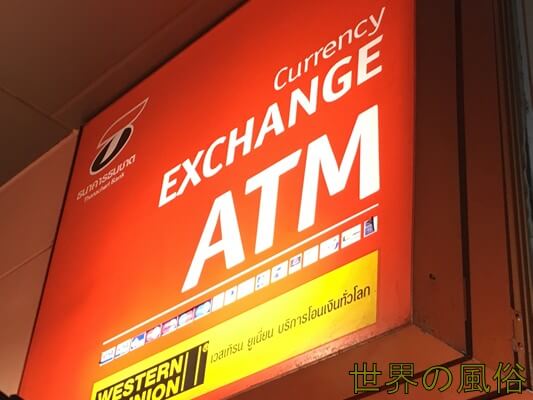 Currency
EXCHANGE
ATM
ธนาคารธนชาต
Thanachart Bank
WESTERN
UNION
เวสเทิร์น ยูเนี่ยน บริการโอนเงินทั่วโลก
世界の風俗